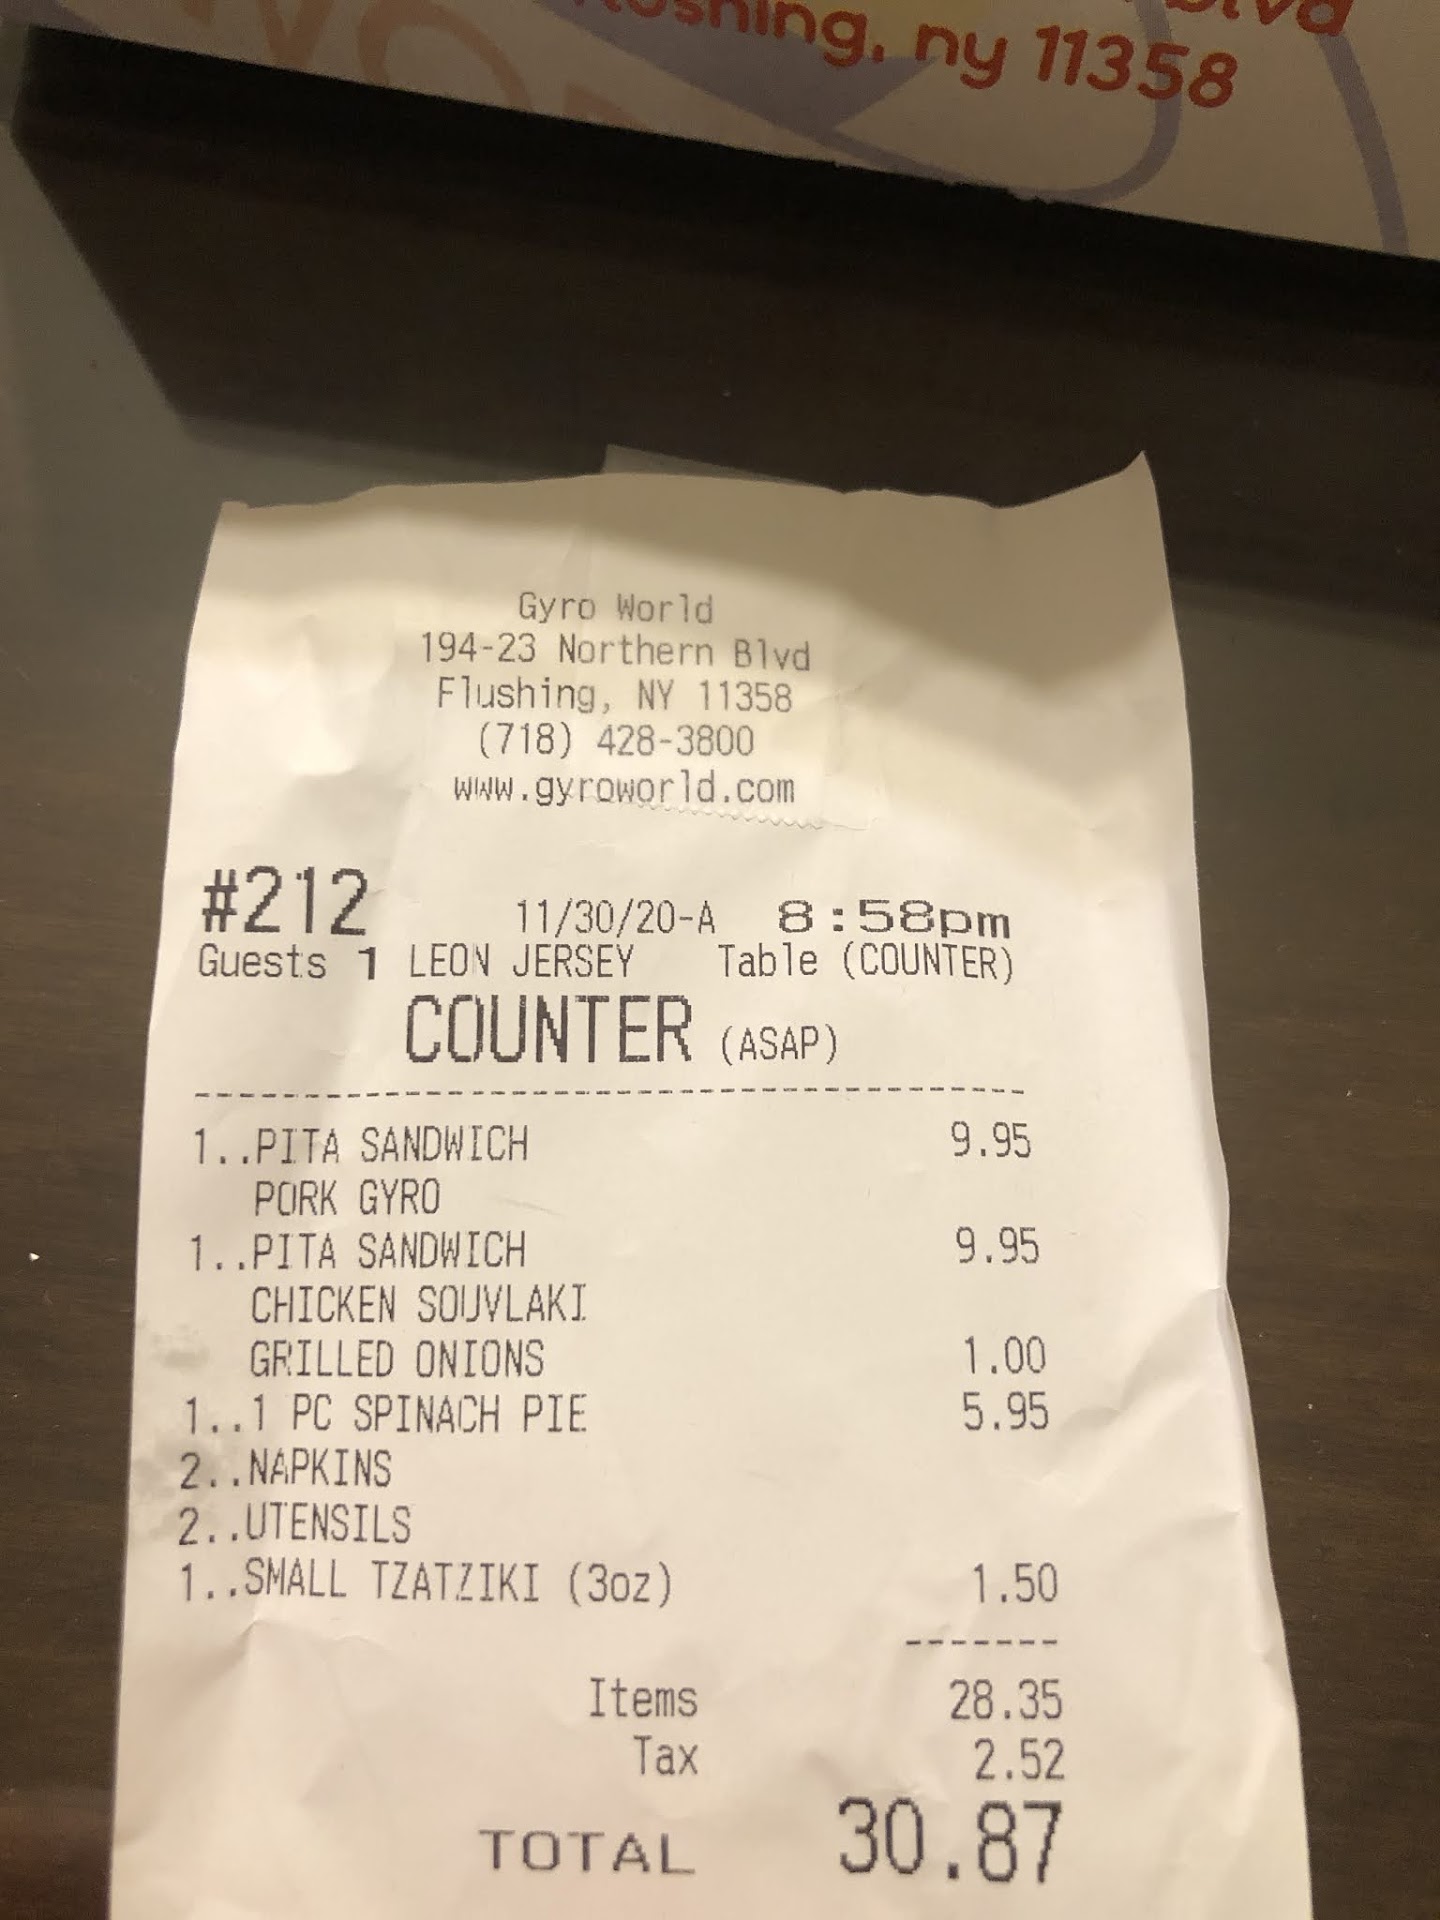 ny 11358
Gyro World
194-23 Northern Blvd
Flushing, NY 11358
(718) 428-3800
www.gyroworld.com
#212 11/30/20-A 8:58pm
Guests 1 LEON JERSEY Table (COUNTER)
COUNTER (ASAP)
----------------------------------------
1..PITA SANDWICH 9.95
PORK GYRO
1..PITA SANDWICH 9.95
CHICKEN SOUVLAKI
GRILLED ONIONS 1.00
1..1 PC SPINACH PIE 5.95
2..NAPKINS
2..UTENSILS
1..SMALL TZATZIKI (3oz) 1.50
-------
Items 28.35
Tax 2.52
TOTAL 30.87